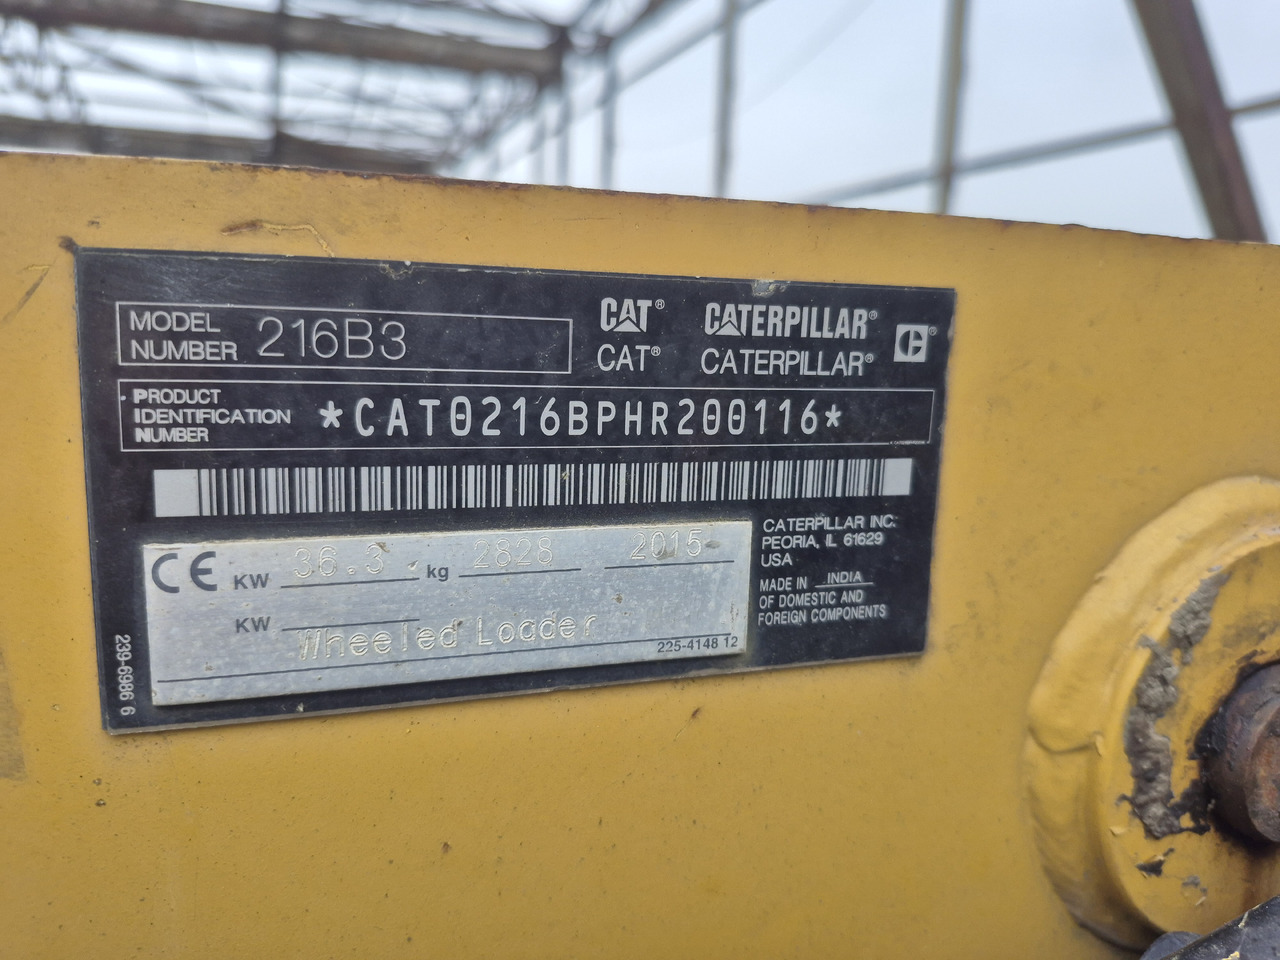 MODEL NUMBER 216B3
CAT® CATERPILLAR®
CAT® CATERPILLAR®
PRODUCT
IDENTIFICATION
NUMBER
*CAT0216BPHR200116*
CE KW 36.3 kg 2828 2015
KW
Wheeled Loader
225-4148 12
CATERPILLAR INC.
PEORIA, IL 61629
USA
MADE IN INDIA
OF DOMESTIC AND
FOREIGN COMPONENTS
239-6986 6